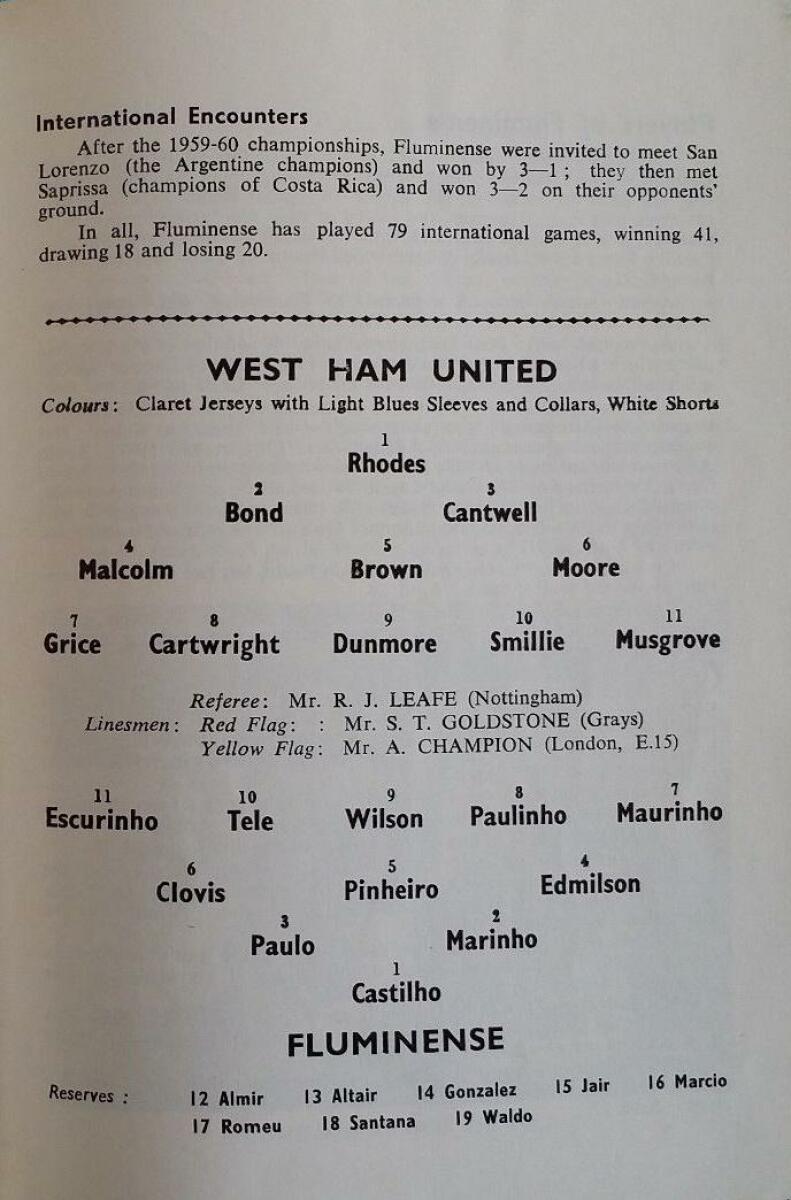 International Encounters
After the 1959-60 championships, Fluminense were invited to meet San
Lorenzo (the Argentine champions) and won by 3—1 ; they then met
Saprissa (champions of Costa Rica) and won 3—2 on their opponents'
ground.
In all, Fluminense has played 79 international games, winning 41,
drawing 18 and losing 20.
WEST HAM UNITED
Colours: Claret Jerseys with Light Blues Sleeves and Collars, White Shorts
1
Rhodes
2 3
Bond Cantwell
4 5 6
Malcolm Brown Moore
7 8 9 10 11
Grice Cartwright Dunmore Smillie Musgrove
Referee: Mr. R. J. LEAFE (Nottingham)
Linesmen: Red Flag: : Mr. S. T. GOLDSTONE (Grays)
Yellow Flag: Mr. A. CHAMPION (London, E.15)
11 10 9 8 7
Escurinho Tele Wilson Paulinho Maurinho
6 5 4
Clovis Pinheiro Edmilson
3 2
Paulo Marinho
1
Castilho
FLUMINENSE
Reserves : 12 Almir 13 Altair 14 Gonzalez 15 Jair 16 Marcio
17 Romeu 18 Santana 19 Waldo